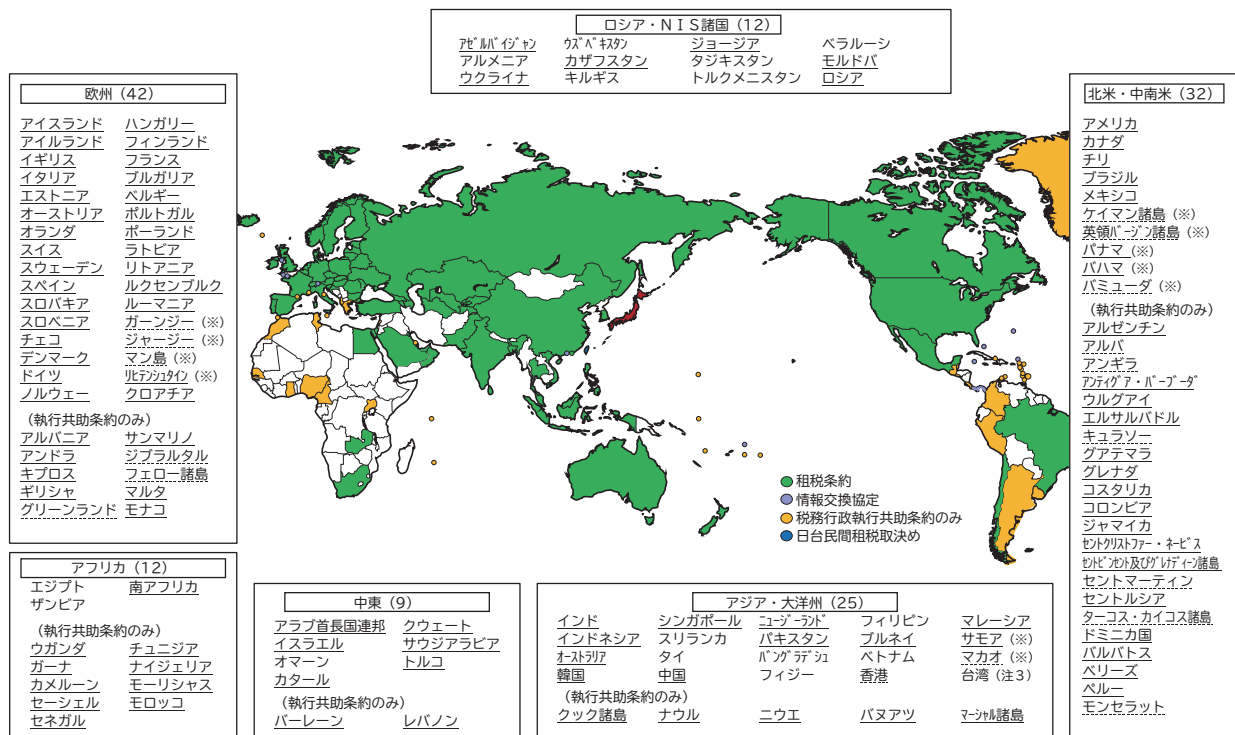 ロシア・NIS諸国（12）
アゼルバイジャン ウズベキスタン ジョージア ベラルーシ
アルメニア カザフスタン タジキスタン モルドバ
ウクライナ キルギス トルクメニスタン ロシア
欧州（42）
アイスランド ハンガリー
アイルランド フィンランド
イギリス フランス
イタリア ブルガリア
エストニア ベルギー
オーストリア ポルトガル
オランダ ポーランド
スイス ラトビア
スウェーデン リトアニア
スペイン ルクセンブルク
スロバキア ルーマニア
スロベニア ガーンジー（※）
チェコ ジャージー（※）
デンマーク マン島（※）
ドイツ リヒテンシュタイン（※）
ノルウェー クロアチア
（執行共助条約のみ）
アルバニア サンマリノ
アンドラ ジブラルタル
キプロス フェロー諸島
ギリシャ マルタ
グリーンランド モナコ
北米・中南米（32）
アメリカ
カナダ
チリ
ブラジル
メキシコ
ケイマン諸島（※）
英領バージン諸島（※）
パナマ（※）
バハマ（※）
バミューダ（※）
（執行共助条約のみ）
アルゼンチン
アルバ
アンギラ
アンティグア・バーブーダ
ウルグアイ
エルサルバドル
キュラソー
グアテマラ
グレナダ
コスタリカ
コロンビア
ジャマイカ
セントクリストファー・ネービス
セントビンセント及びグレナディーン諸島
セントマーティン
セントルシア
タークス・カイコス諸島
ドミニカ国
バルバドス
ベリーズ
ペルー
モンセラット
租税条約
情報交換協定
税務行政執行共助条約のみ
日台民間租税取決め
アフリカ（12）
エジプト 南アフリカ
ザンビア
（執行共助条約のみ）
ウガンダ チュニジア
ガーナ ナイジェリア
カメルーン モーリシャス
セーシェル モロッコ
セネガル
中東（9）
アラブ首長国連邦 クウェート
イスラエル サウジアラビア
オマーン トルコ
カタール
（執行共助条約のみ）
バーレーン レバノン
アジア・大洋州（25）
インド シンガポール ニュージーランド フィリピン マレーシア
インドネシア スリランカ パキスタン ブルネイ サモア（※）
オーストラリア タイ バングラデシュ ベトナム マカオ（※）
韓国 中国 フィジー 香港 台湾（注３）
（執行共助条約のみ）
クック諸島 ナウル ニウエ バヌアツ マーシャル諸島